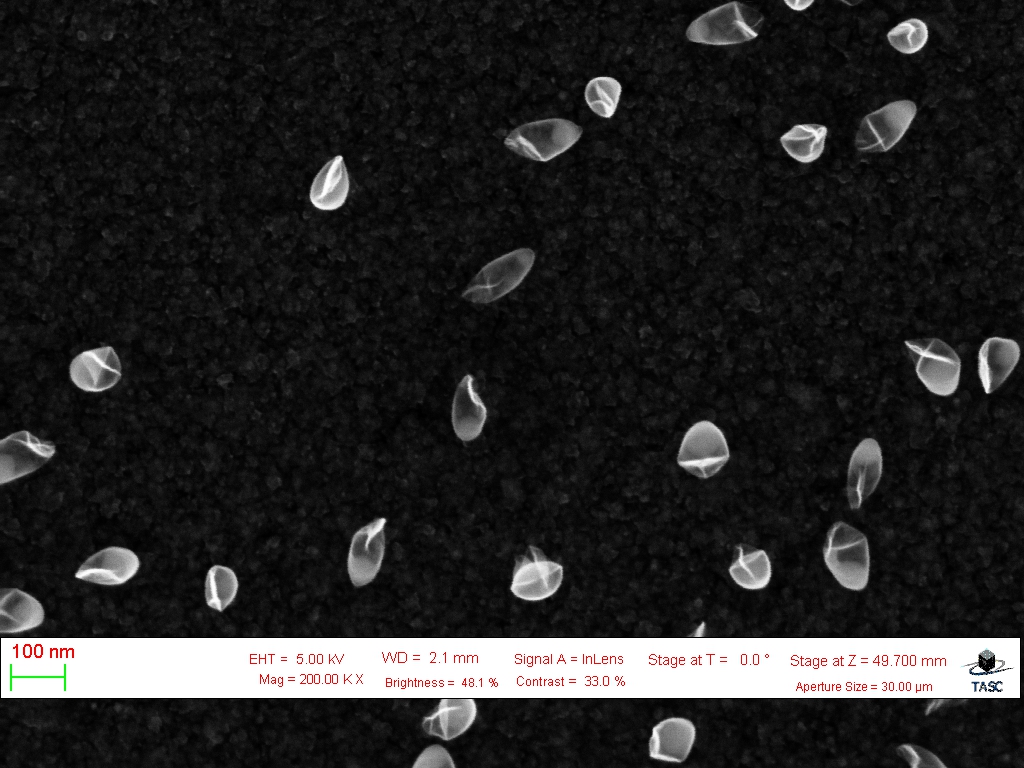 100 nm
EHT = 5.00 kV WD = 2.1 mm Signal A = InLens Stage at T = 0.0 ° Stage at Z = 49.700 mm
Mag = 200.00 K X Brightness = 48.1 % Contrast = 33.0 % Aperture Size = 30.00 µm
TASC